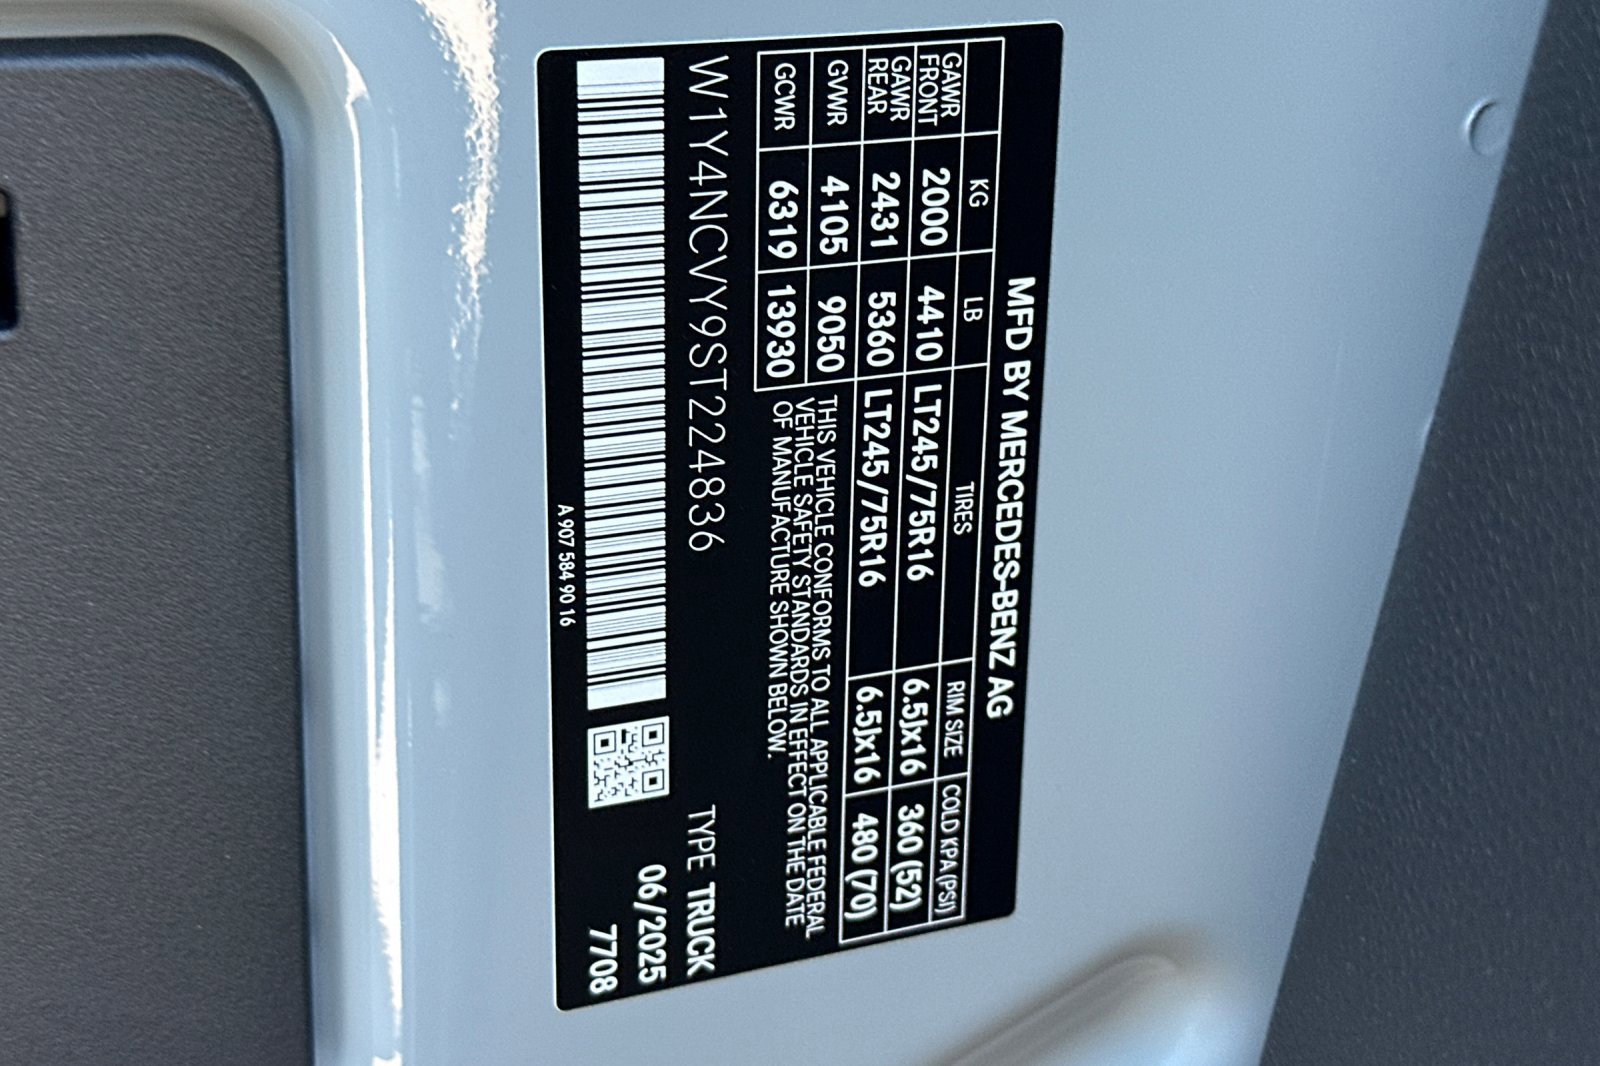 MFD BY MERCEDES-BENZ AG
KG LB TIRES RIM SIZE COLD KPA (PSI)
GAWR FRONT 2000 4410 LT245/75R16 6.5Jx16 360 (52)
GAWR REAR 2431 5360 LT245/75R16 6.5Jx16 480 (70)
GVWR 4105 9050
GCWR 6319 13930
THIS VEHICLE CONFORMS TO ALL APPLICABLE FEDERAL
VEHICLE SAFETY STANDARDS IN EFFECT ON THE DATE
OF MANUFACTURE SHOWN BELOW.
W1Y4NCVY9ST224836 TYPE TRUCK
06/2025
7708
A 907 584 90 16